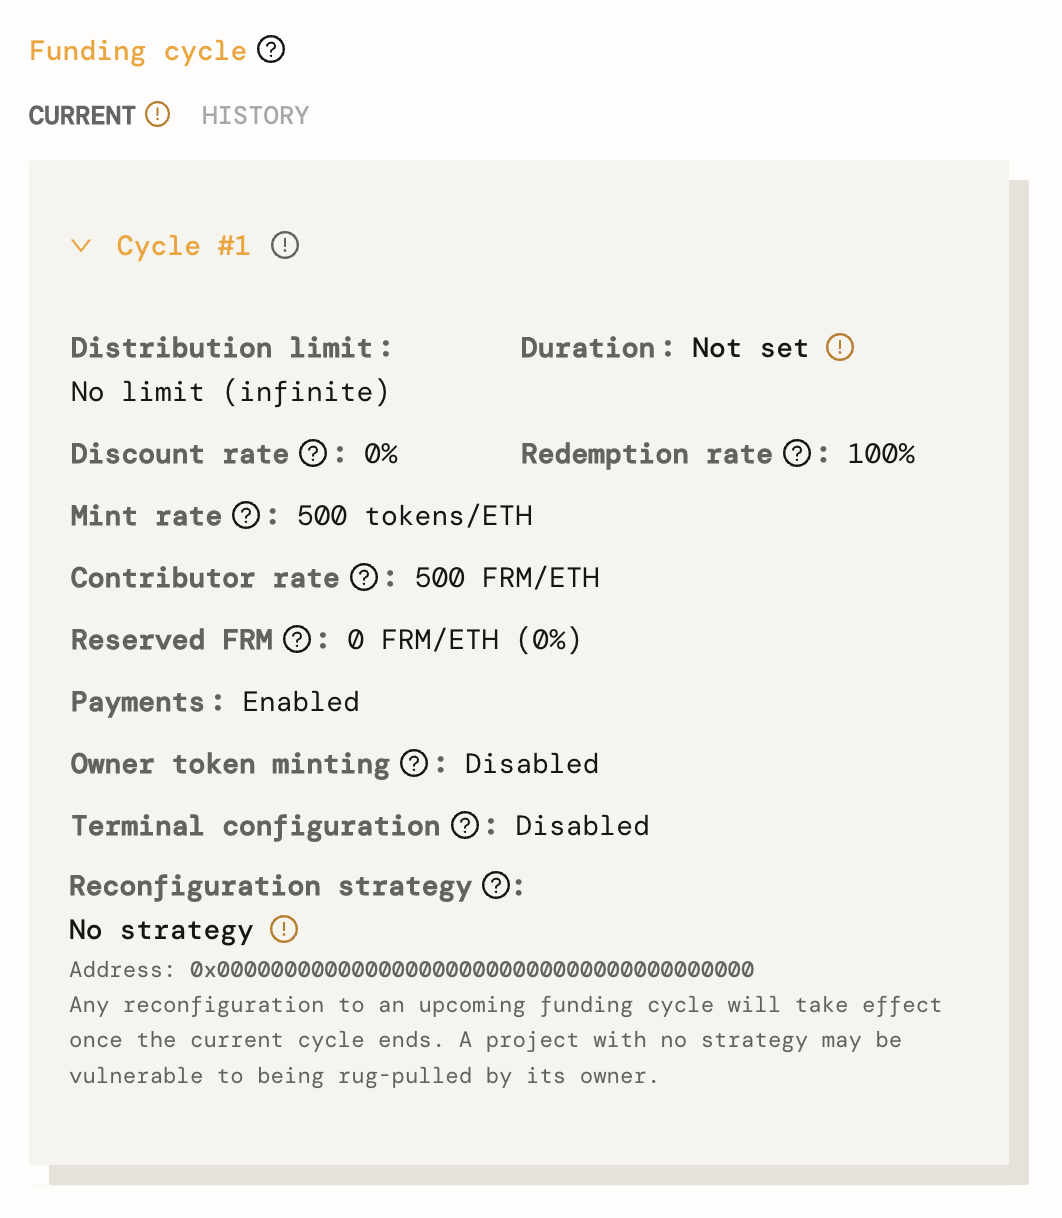 Funding cycle
CURRENT HISTORY
Cycle #1
Distribution limit: Duration: Not set
No limit (infinite)
Discount rate: 0% Redemption rate: 100%
Mint rate: 500 tokens/ETH
Contributor rate: 500 FRM/ETH
Reserved FRM: 0 FRM/ETH (0%)
Payments: Enabled
Owner token minting: Disabled
Terminal configuration: Disabled
Reconfiguration strategy:
No strategy
Address: 0x0000000000000000000000000000000000000000
Any reconfiguration to an upcoming funding cycle will take effect
once the current cycle ends. A project with no strategy may be
vulnerable to being rug-pulled by its owner.